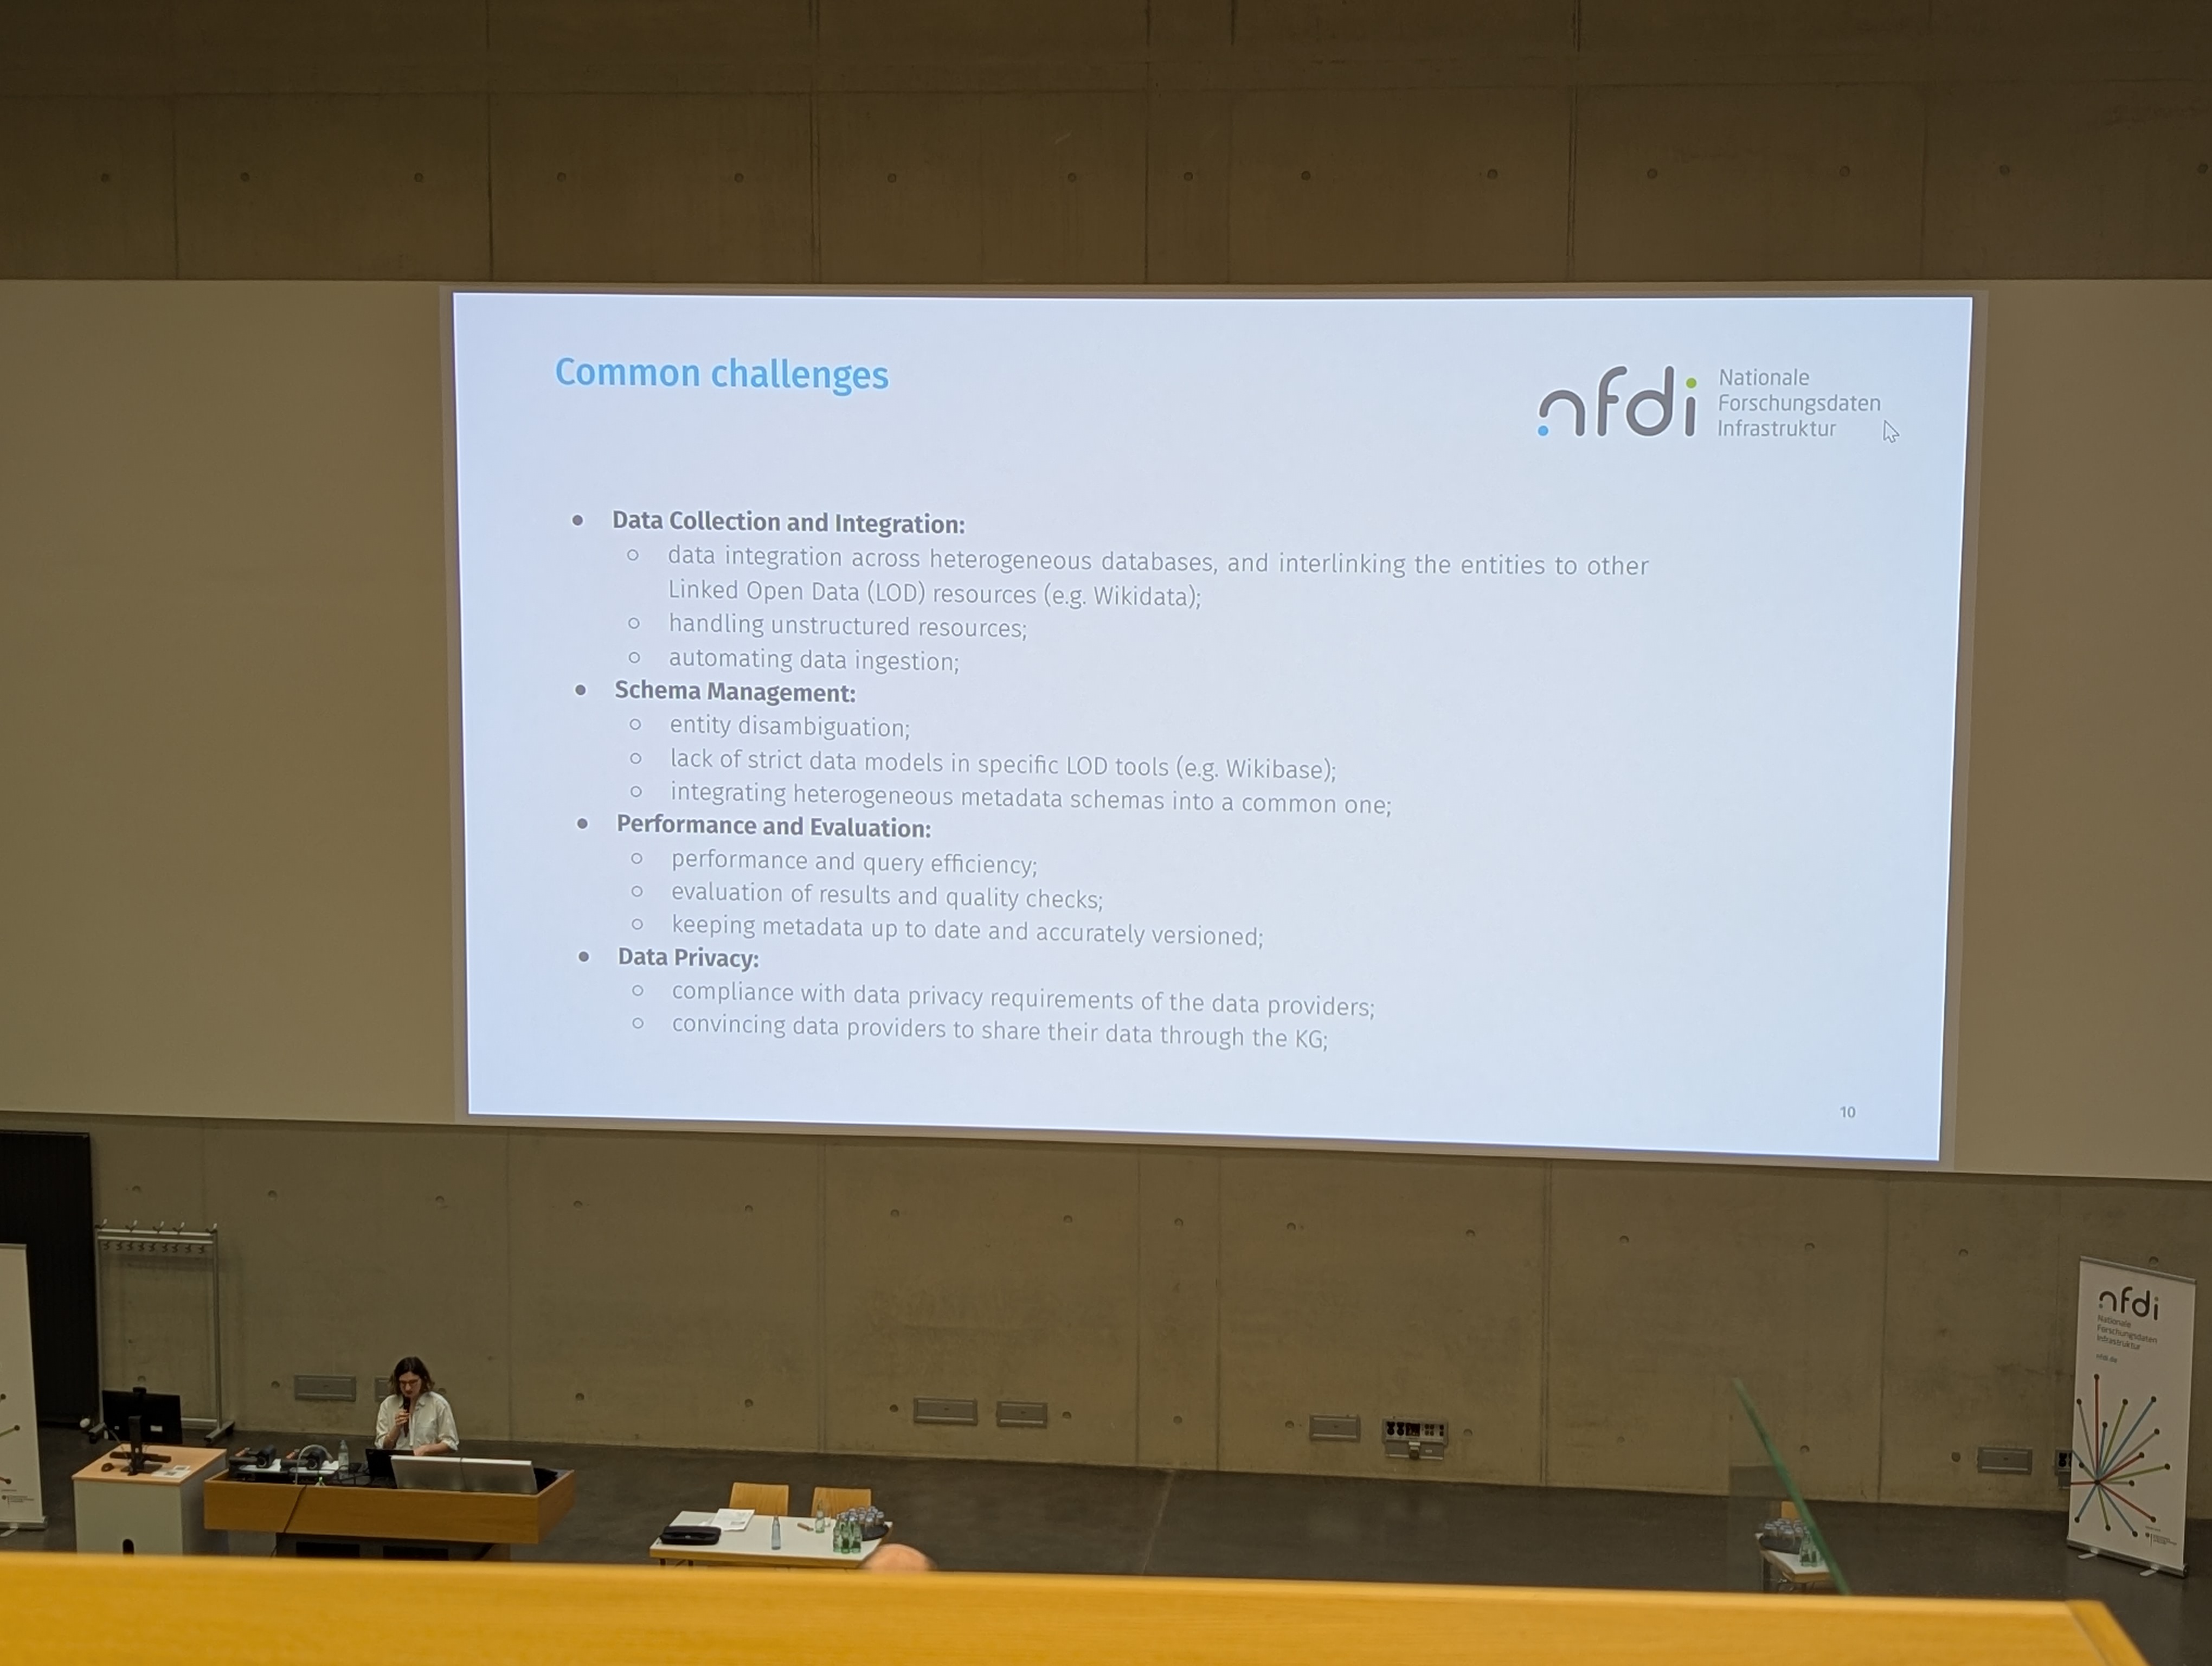 Common challenges
nfdi
Nationale
Forschungsdaten
Infrastruktur
● Data Collection and Integration:
○ data integration across heterogeneous databases, and interlinking the entities to other
Linked Open Data (LOD) resources (e.g. Wikidata);
○ handling unstructured resources;
○ automating data ingestion;
● Schema Management:
○ entity disambiguation;
○ lack of strict data models in specific LOD tools (e.g. Wikibase);
○ integrating heterogeneous metadata schemas into a common one;
● Performance and Evaluation:
○ performance and query efficiency;
○ evaluation of results and quality checks;
○ keeping metadata up to date and accurately versioned;
● Data Privacy:
○ compliance with data privacy requirements of the data providers;
○ convincing data providers to share their data through the KG;
10
nfdi
Nationale
Forschungsdaten
Infrastruktur